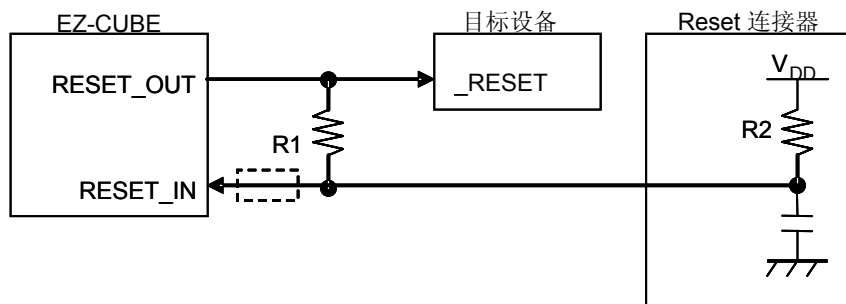 EZ-CUBE
目标设备
Reset 连接器
RESET_OUT
_RESET
VDD
R1
R2
RESET_IN